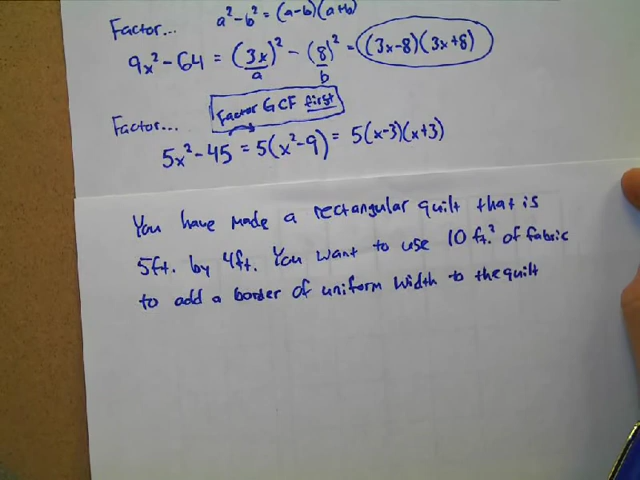 Factor... a² - b² = (a-b)(a+b)
9x² - 64 = (3x)² - (8)² = (3x-8)(3x+8)
a b
Factor GCF first
Factor...
5x² - 45 = 5(x² - 9) = 5(x-3)(x+3)
You have made a rectangular quilt that is
5ft. by 4ft. You want to use 10 ft.² of fabric
to add a border of uniform width to the quilt